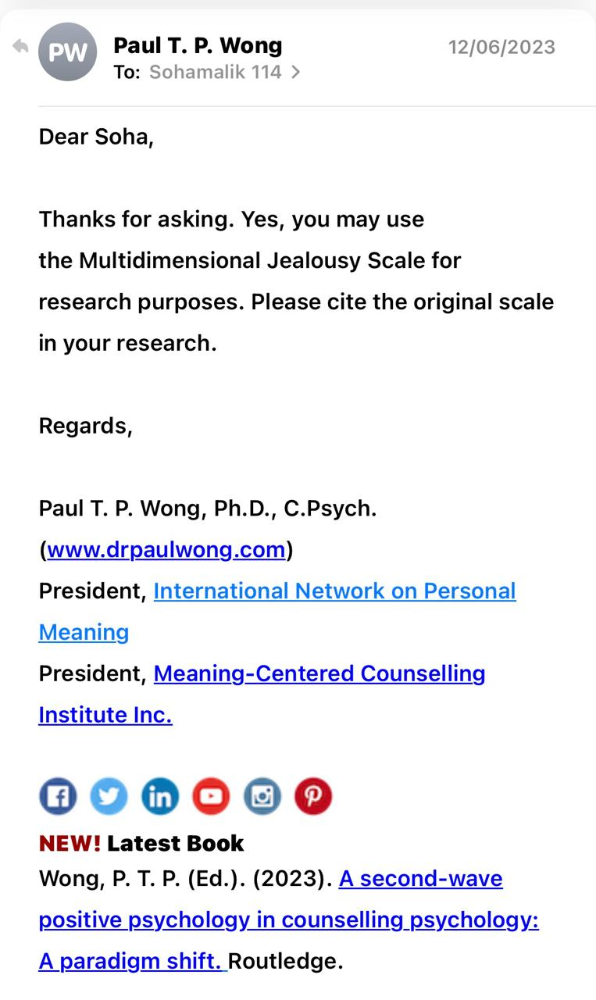 PW
Paul T. P. Wong
12/06/2023
To: Sohamalik 114 >
Dear Soha,
Thanks for asking. Yes, you may use
the Multidimensional Jealousy Scale for
research purposes. Please cite the original scale
in your research.
Regards,
Paul T. P. Wong, Ph.D., C.Psych.
(www.drpaulwong.com)
President, International Network on Personal
Meaning
President, Meaning-Centered Counselling
Institute Inc.
NEW! Latest Book
Wong, P. T. P. (Ed.). (2023). A second-wave
positive psychology in counselling psychology:
A paradigm shift. Routledge.